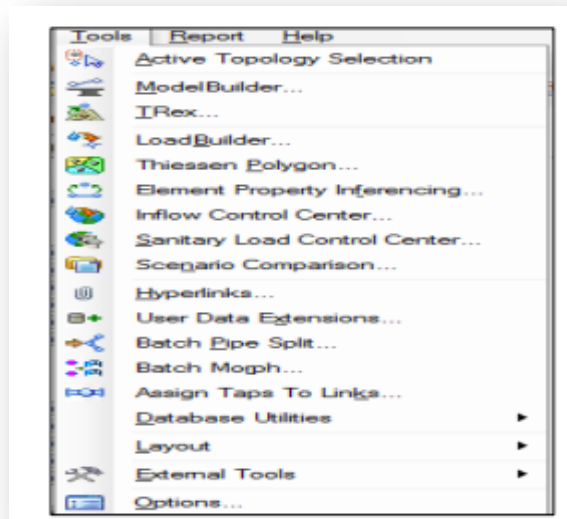 Tools Report Help
Active Topology Selection
ModelBuilder...
TRex...
LoadBuilder...
Thiessen Polygon...
Element Property Inferencing...
Inflow Control Center...
Sanitary Load Control Center...
Scenario Comparison...
Hyperlinks...
User Data Extensions...
Batch Pipe Split...
Batch Morph...
Assign Taps To Links...
Database Utilities
Layout
External Tools
Options...